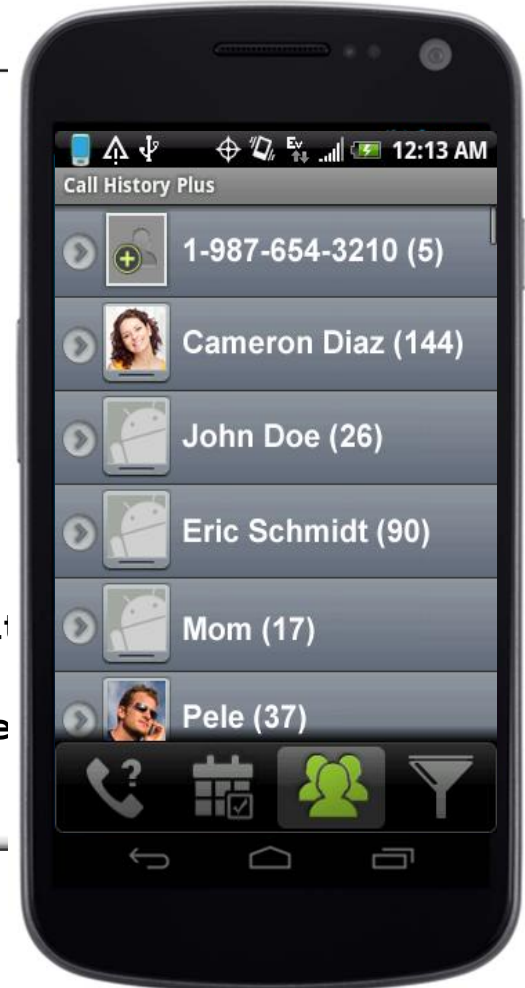 12:13 AM
Call History Plus
1-987-654-3210 (5)
Cameron Diaz (144)
John Doe (26)
Eric Schmidt (90)
Mom (17)
Pele (37)
?